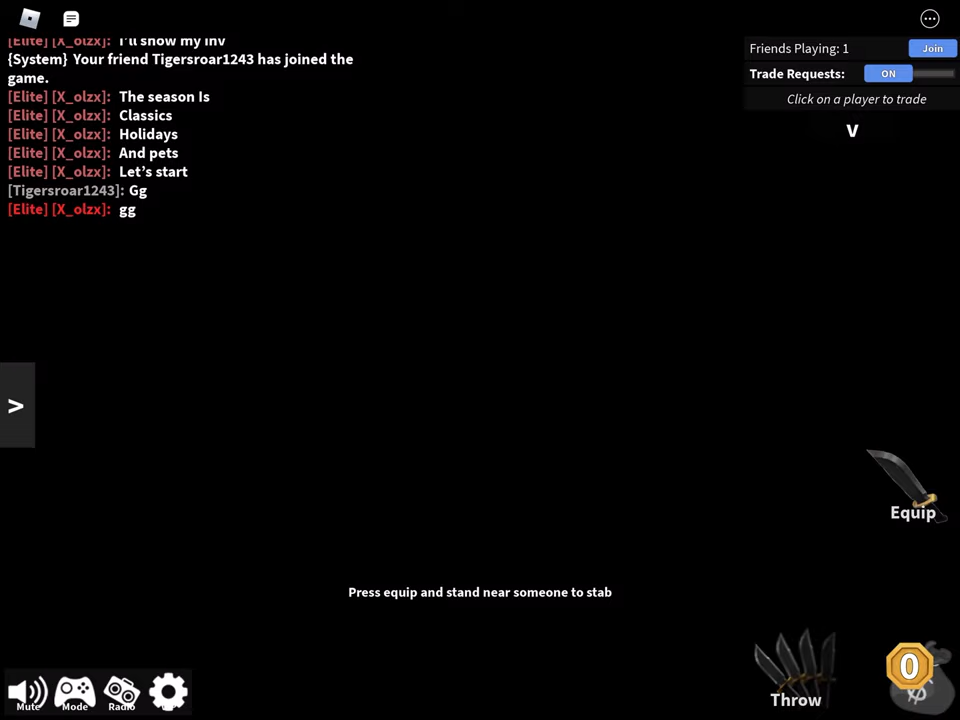 [Elite] [X_olzx]: I'll show my inv
{System} Your friend Tigersroar1243 has joined the
game.
[Elite] [X_olzx]: The season Is
[Elite] [X_olzx]: Classics
[Elite] [X_olzx]: Holidays
[Elite] [X_olzx]: And pets
[Elite] [X_olzx]: Let's start
[Tigersroar1243]: Gg
[Elite] [X_olzx]: gg
Friends Playing: 1 Join
Trade Requests: ON
Click on a player to trade
V
>
Equip
Press equip and stand near someone to stab
Mute Mode Radio
Throw
0